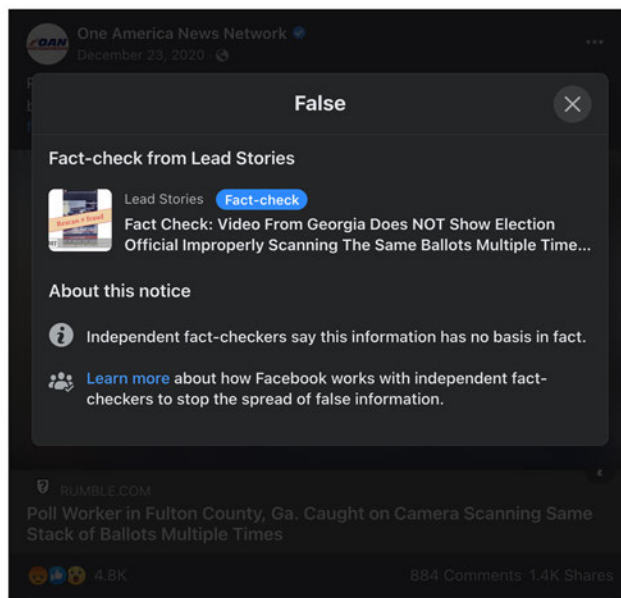 OAN
One America News Network
December 23, 2020
False
Fact-check from Lead Stories
Rescan ≠ fraud
Lead Stories Fact-check
Fact Check: Video From Georgia Does NOT Show Election
Official Improperly Scanning The Same Ballots Multiple Time...
About this notice
Independent fact-checkers say this information has no basis in fact.
Learn more about how Facebook works with independent fact-
checkers to stop the spread of false information.
RUMBLE.COM
Poll Worker in Fulton County, Ga. Caught on Camera Scanning Same
Stack of Ballots Multiple Times
4.8K 884 Comments 1.4K Shares